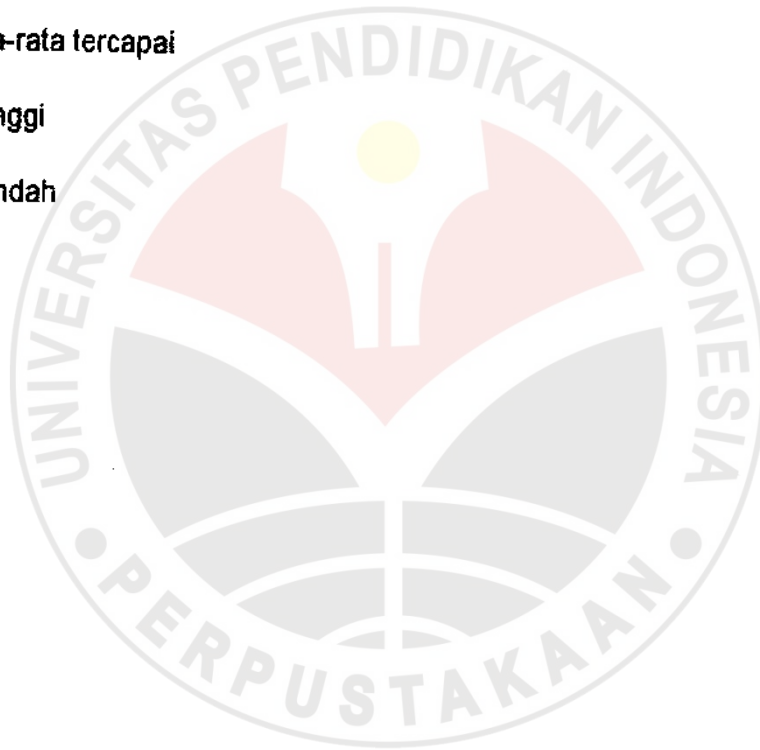 -rata tercapai
nggi
ndah
UNIVERSITAS PENDIDIKAN INDONESIA
PERPUSTAKAAN